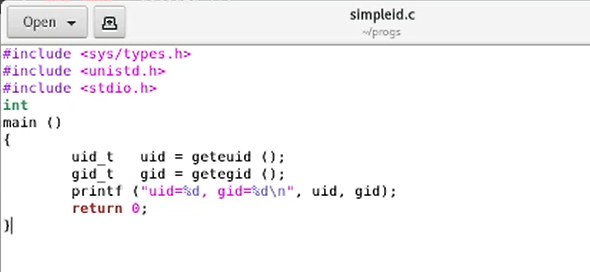 Open
simpleid.c
~/progs
#include <sys/types.h>
#include <unistd.h>
#include <stdio.h>
int
main ()
{
        uid_t   uid = geteuid ();
        gid_t   gid = getegid ();
        printf ("uid=%d, gid=%d\n", uid, gid);
        return 0;
}